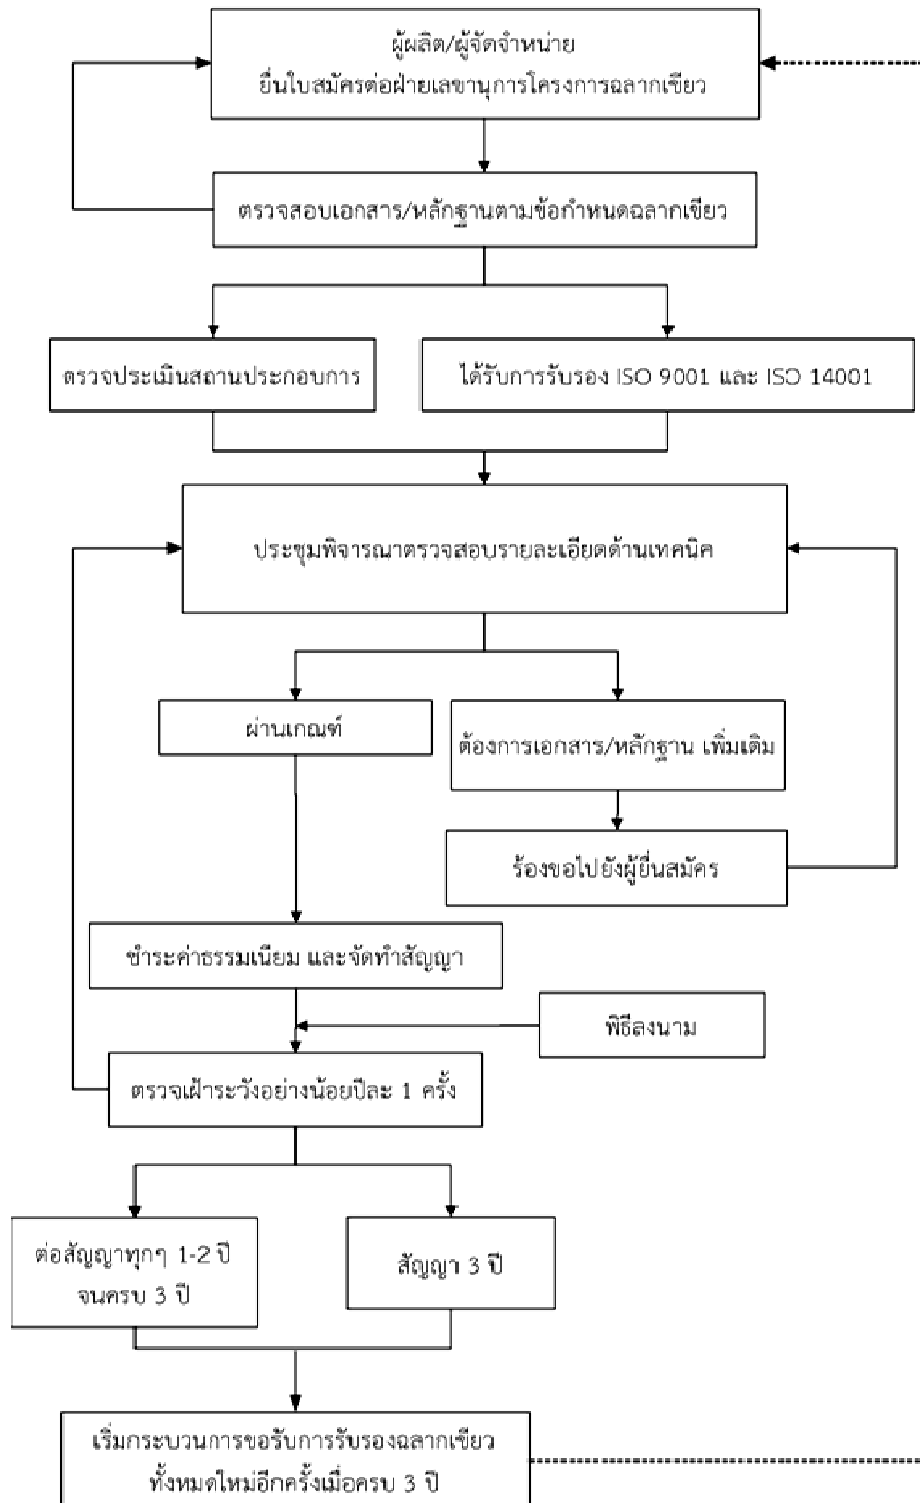 ผู้ผลิต/ผู้จัดจำหน่าย
ยื่นใบสมัครต่อฝ่ายเลขานุการโครงการฉลากเขียว
ตรวจสอบเอกสาร/หลักฐานตามข้อกำหนดฉลากเขียว
ตรวจประเมินสถานประกอบการ
ได้รับการรับรอง ISO 9001 และ ISO 14001
ประชุมพิจารณาตรวจสอบรายละเอียดด้านเทคนิค
ผ่านเกณฑ์
ต้องการเอกสาร/หลักฐาน เพิ่มเติม
ร้องขอไปยังผู้ยื่นสมัคร
ชำระค่าธรรมเนียม และจัดทำสัญญา
พิธีลงนาม
ตรวจเฝ้าระวังอย่างน้อยปีละ 1 ครั้ง
ต่อสัญญาทุกๆ 1-2 ปี
จนครบ 3 ปี
สัญญา 3 ปี
เริ่มกระบวนการขอรับการรับรองฉลากเขียว
ทั้งหมดใหม่อีกครั้งเมื่อครบ 3 ปี